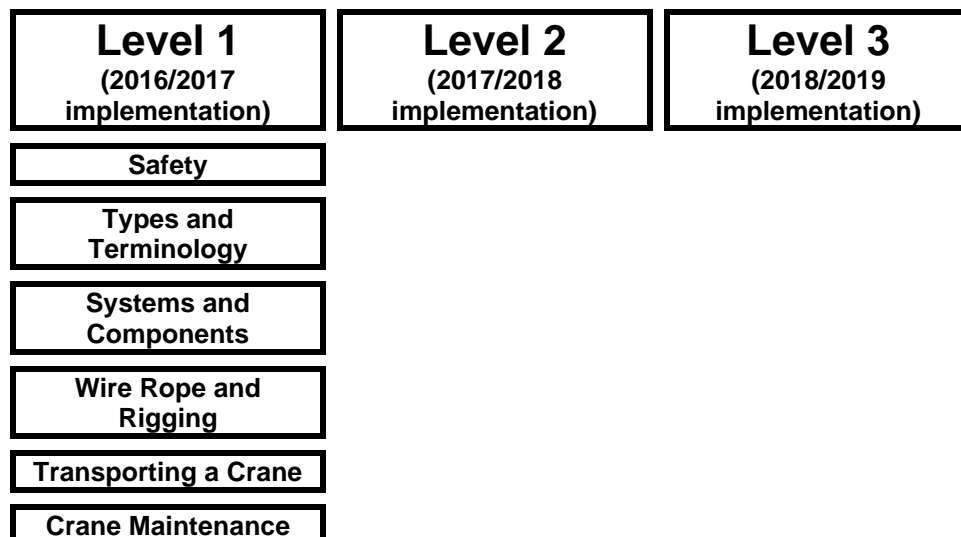 Level 1
(2016/2017
implementation)
Level 2
(2017/2018
implementation)
Level 3
(2018/2019
implementation)
Safety
Types and
Terminology
Systems and
Components
Wire Rope and
Rigging
Transporting a Crane
Crane Maintenance